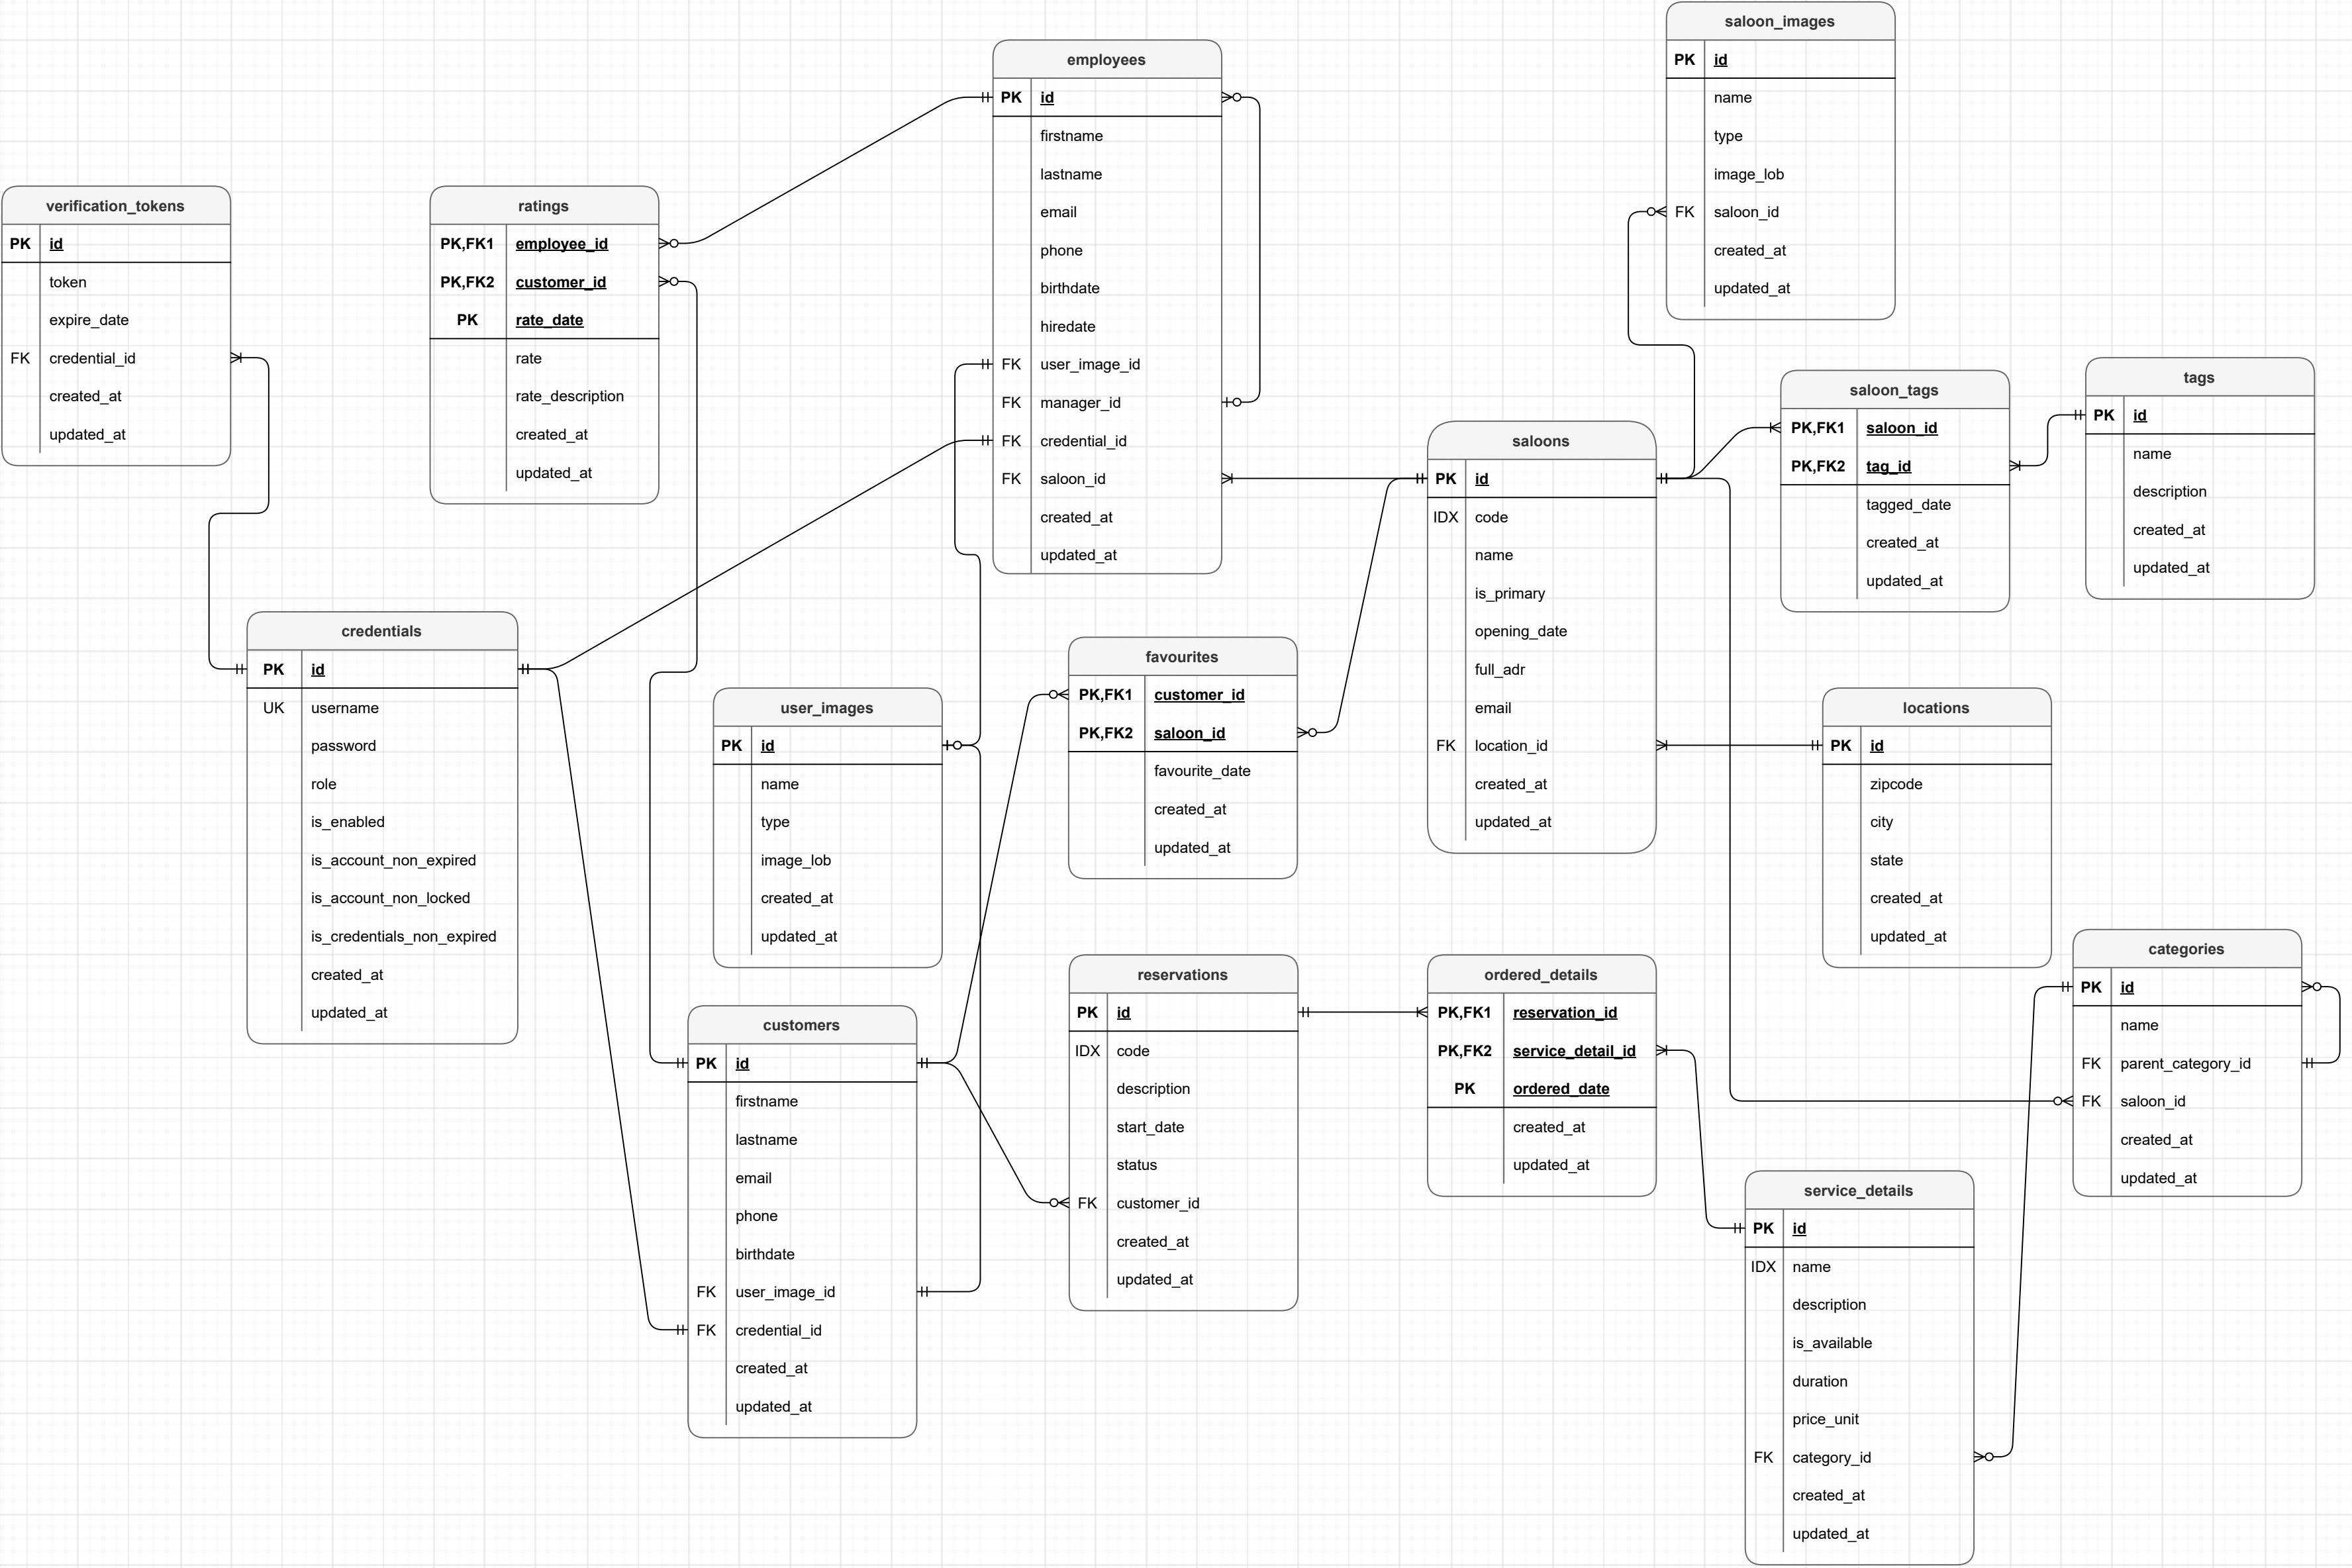 saloon_images
PK id
name
type
image_lob
FK saloon_id
created_at
updated_at
employees
PK id
firstname
lastname
email
phone
birthdate
hiredate
FK user_image_id
FK manager_id
FK credential_id
FK saloon_id
created_at
updated_at
verification_tokens
PK id
token
expire_date
FK credential_id
created_at
updated_at
ratings
PK,FK1 employee_id
PK,FK2 customer_id
PK rate_date
rate
rate_description
created_at
updated_at
saloons
PK id
IDX code
name
is_primary
opening_date
full_adr
email
FK location_id
created_at
updated_at
saloon_tags
PK,FK1 saloon_id
PK,FK2 tag_id
tagged_date
created_at
updated_at
tags
PK id
name
description
created_at
updated_at
credentials
PK id
UK username
password
role
is_enabled
is_account_non_expired
is_account_non_locked
is_credentials_non_expired
created_at
updated_at
user_images
PK id
name
type
image_lob
created_at
updated_at
favourites
PK,FK1 customer_id
PK,FK2 saloon_id
favourite_date
created_at
updated_at
locations
PK id
zipcode
city
state
created_at
updated_at
customers
PK id
firstname
lastname
email
phone
birthdate
FK user_image_id
FK credential_id
created_at
updated_at
reservations
PK id
IDX code
description
start_date
status
FK customer_id
created_at
updated_at
ordered_details
PK,FK1 reservation_id
PK,FK2 service_detail_id
PK ordered_date
created_at
updated_at
categories
PK id
name
FK parent_category_id
FK saloon_id
created_at
updated_at
service_details
PK id
IDX name
description
is_available
duration
price_unit
FK category_id
created_at
updated_at